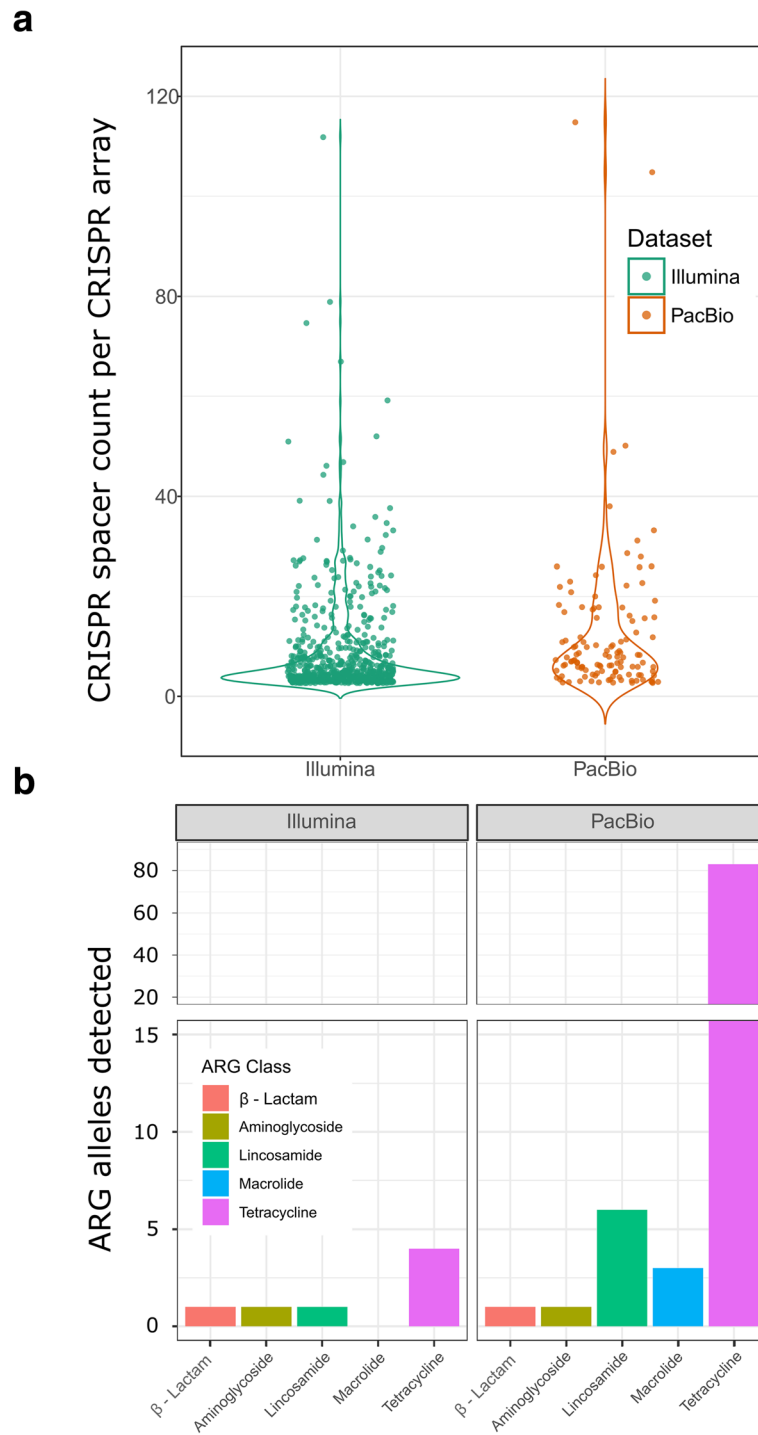 a
CRISPR spacer count per CRISPR array
120
80
40
0
Dataset
Illumina
PacBio
Illumina
PacBio
b
Illumina
PacBio
ARG alleles detected
80
60
40
20
15
10
5
0
ARG Class
β - Lactam
Aminoglycoside
Lincosamide
Macrolide
Tetracycline
β - Lactam
Aminoglycoside
Lincosamide
Macrolide
Tetracycline
β - Lactam
Aminoglycoside
Lincosamide
Macrolide
Tetracycline